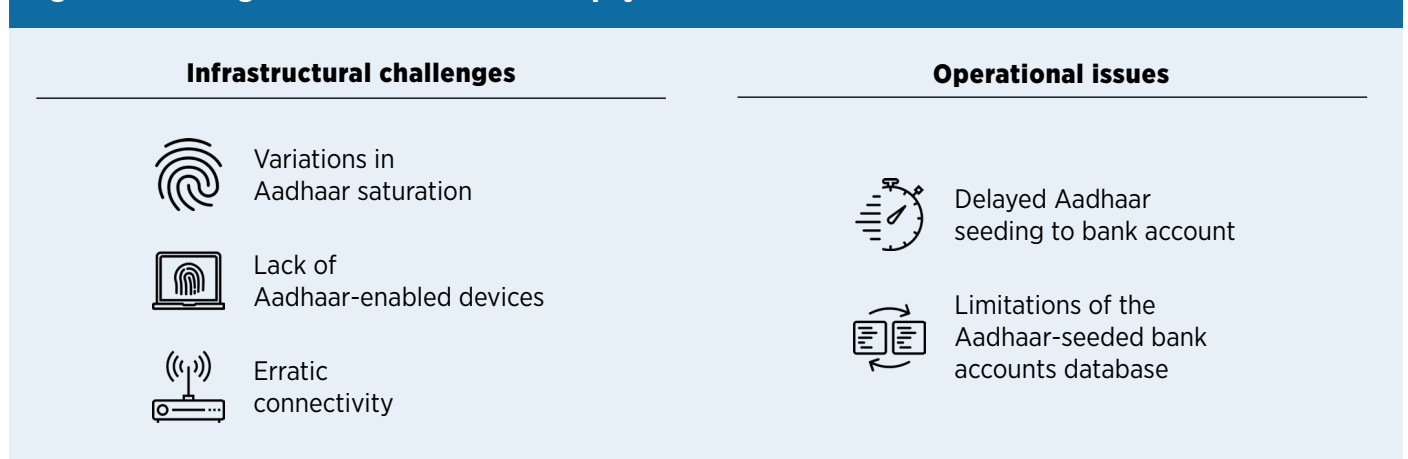 Infrastructural challenges
Variations in
Aadhaar saturation
Lack of
Aadhaar-enabled devices
Erratic
connectivity
Operational issues
Delayed Aadhaar
seeding to bank account
Limitations of the
Aadhaar-seeded bank
accounts database